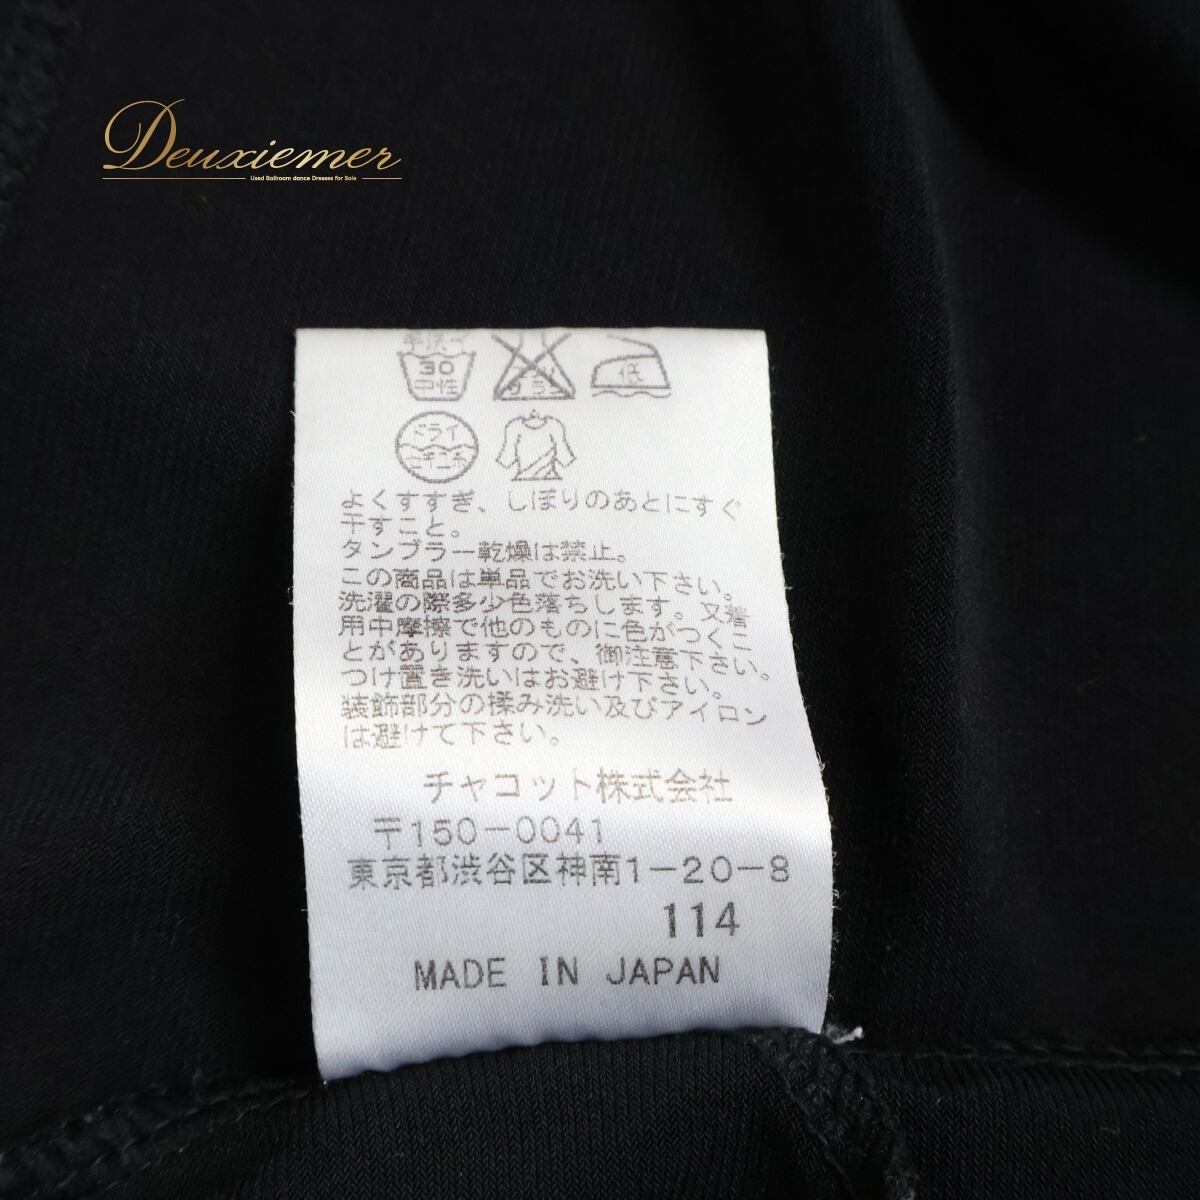 Deuxiemer
Used Ballroom dance Dresses for Sale
手洗イ
30
中性
エンソサラシ
低
ドライ
セキユ系
よくすすぎ、しぼりのあとにすぐ
干すこと。
タンブラー乾燥は禁止。
この商品は単品でお洗い下さい。
洗濯の際多少色落ちします。又着
用中摩擦で他のものに色がつくこ
とがありますので、御注意下さい。
つけ置き洗いはお避け下さい。
装飾部分の揉み洗い及びアイロン
は避けて下さい。
チャコット株式会社
〒150-0041
東京都渋谷区神南1-20-8
114
MADE IN JAPAN